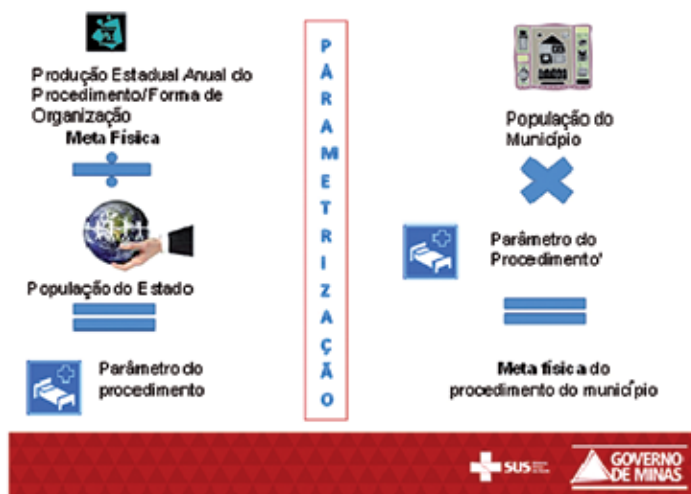 Produção Estadual Anual do
Procedimento/Forma de
Organização
Meta Física
População do Estado
Parâmetro do
procedimento
PARAMETRIZAÇÃO
População do
Município
Parâmetro do
Procedimento'
Meta física do
procedimento do município
SUS
GOVERNO
DE MINAS